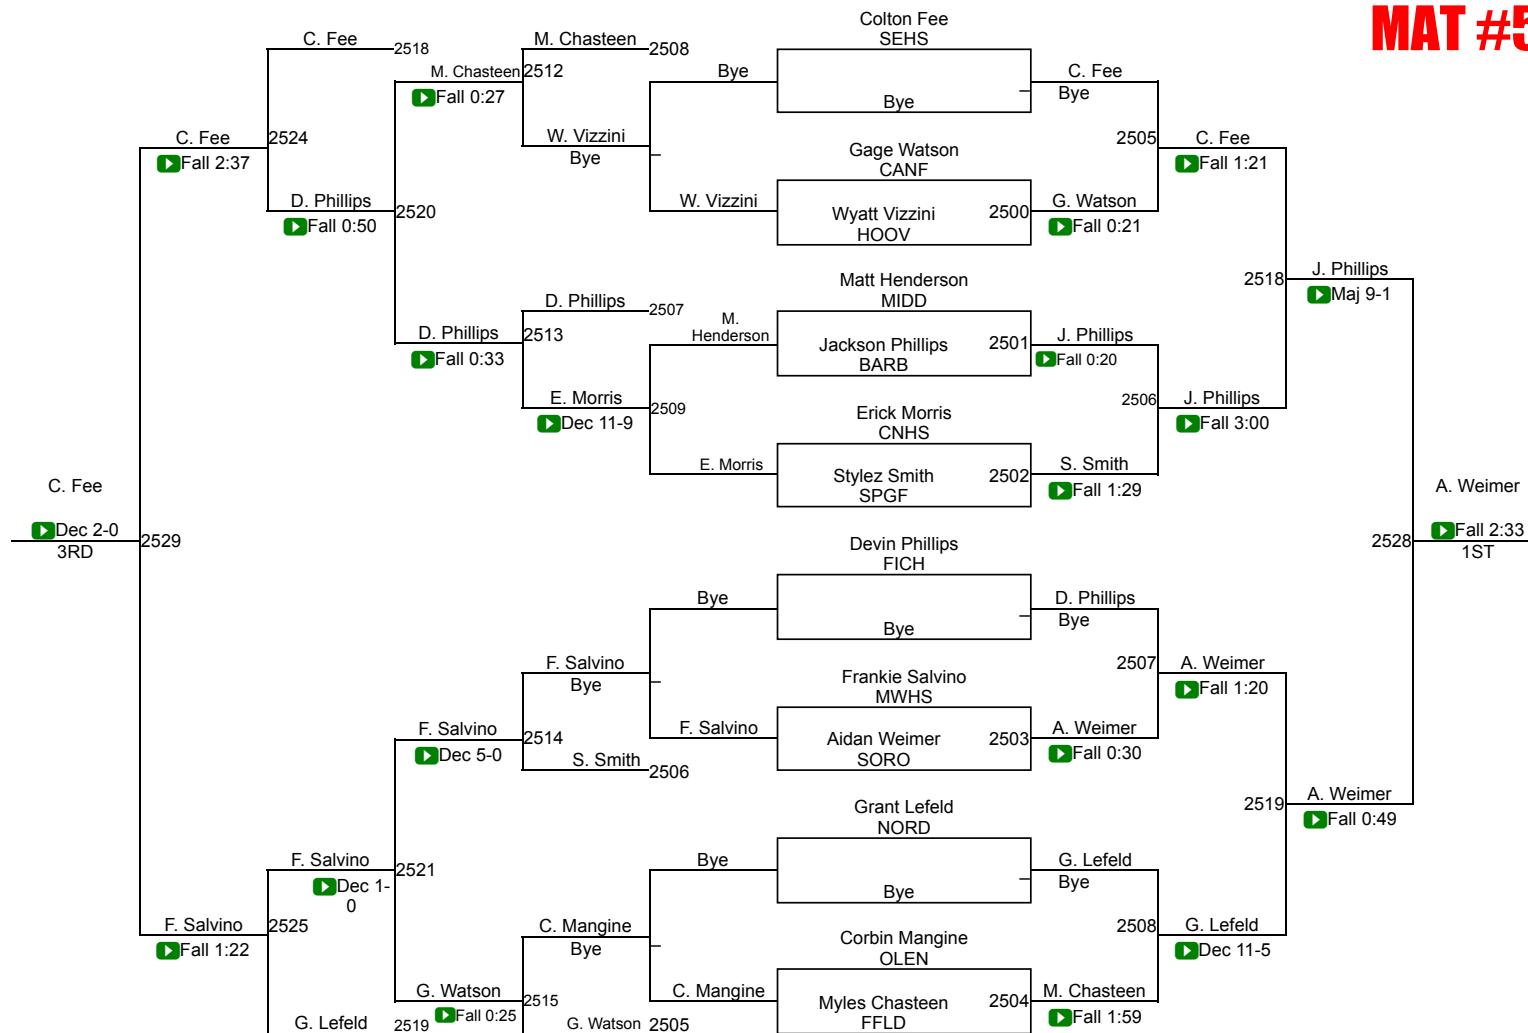 MAT #5
Colton Fee
SEHS
C. Fee
2518
M. Chasteen
2508
M. Chasteen
2512
Bye
C. Fee
Fall 0:27
Bye
Bye
C. Fee
2524
W. Vizzini
2505
C. Fee
Fall 2:37
Bye
Gage Watson
CANF
Fall 1:21
D. Phillips
2520
W. Vizzini
Wyatt Vizzini
2500
G. Watson
Fall 0:50
HOOV
Fall 0:21
Matt Henderson
MIDD
2518
J. Phillips
Maj 9-1
D. Phillips
2507
M.
Henderson
D. Phillips
2513
Jackson Phillips
2501
J. Phillips
Fall 0:33
BARB
Fall 0:20
E. Morris
2509
Erick Morris
2506
J. Phillips
Dec 11-9
CNHS
Fall 3:00
E. Morris
Stylez Smith
2502
S. Smith
SPGF
Fall 1:29
C. Fee
A. Weimer
Dec 2-0
2529
2528
Fall 2:33
3RD
1ST
Devin Phillips
FICH
Bye
D. Phillips
Bye
Bye
F. Salvino
2507
A. Weimer
Bye
Frankie Salvino
MWHS
Fall 1:20
F. Salvino
2514
F. Salvino
Aidan Weimer
2503
A. Weimer
Dec 5-0
S. Smith
2506
SORO
Fall 0:30
Grant Lefeld
NORD
2519
A. Weimer
Fall 0:49
F. Salvino
2521
Bye
G. Lefeld
Dec 1-
0
Bye
Bye
F. Salvino
2525
C. Mangine
2508
G. Lefeld
Fall 1:22
Bye
Corbin Mangine
OLEN
Dec 11-5
G. Watson
2515
C. Mangine
Myles Chasteen
2504
M. Chasteen
G. Lefeld
2519
Fall 0:25
G. Watson
2505
FFLD
Fall 1:59